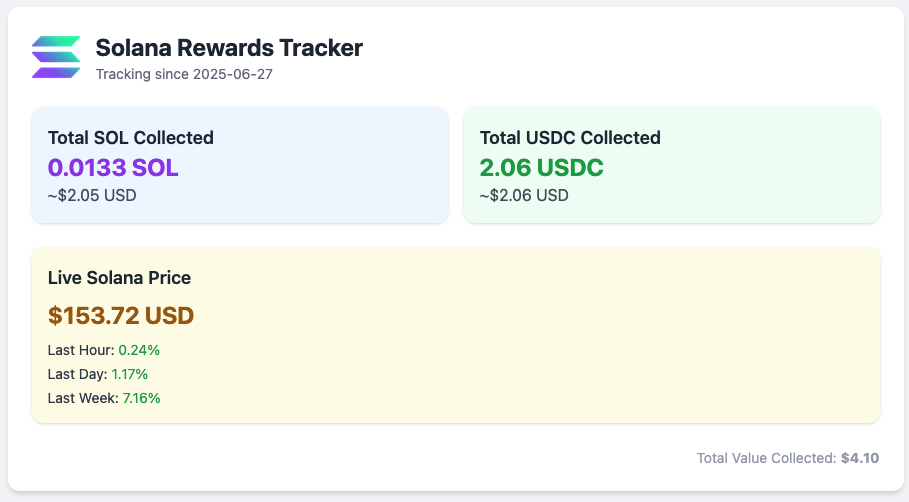 Solana Rewards Tracker
Tracking since 2025-06-27
Total SOL Collected
0.0133 SOL
~$2.05 USD
Total USDC Collected
2.06 USDC
~$2.06 USD
Live Solana Price
$153.72 USD
Last Hour: 0.24%
Last Day: 1.17%
Last Week: 7.16%
Total Value Collected: $4.10